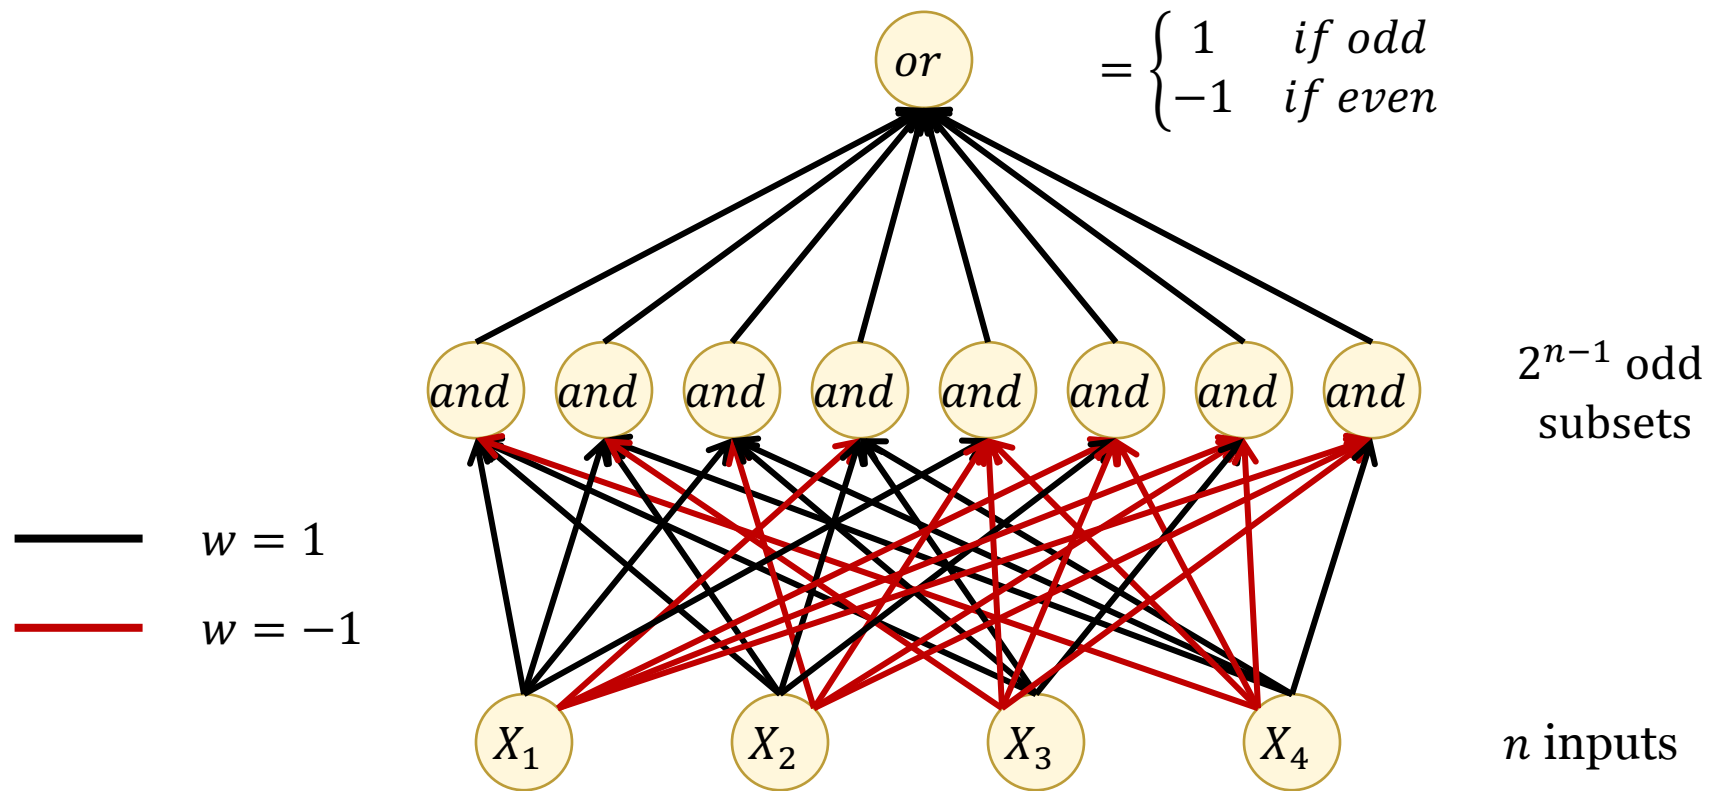 or
= { 1 if odd
−1 if even
and and and and and and and and
2ⁿ⁻¹ odd
subsets
w = 1
w = −1
X₁ X₂ X₃ X₄
n inputs